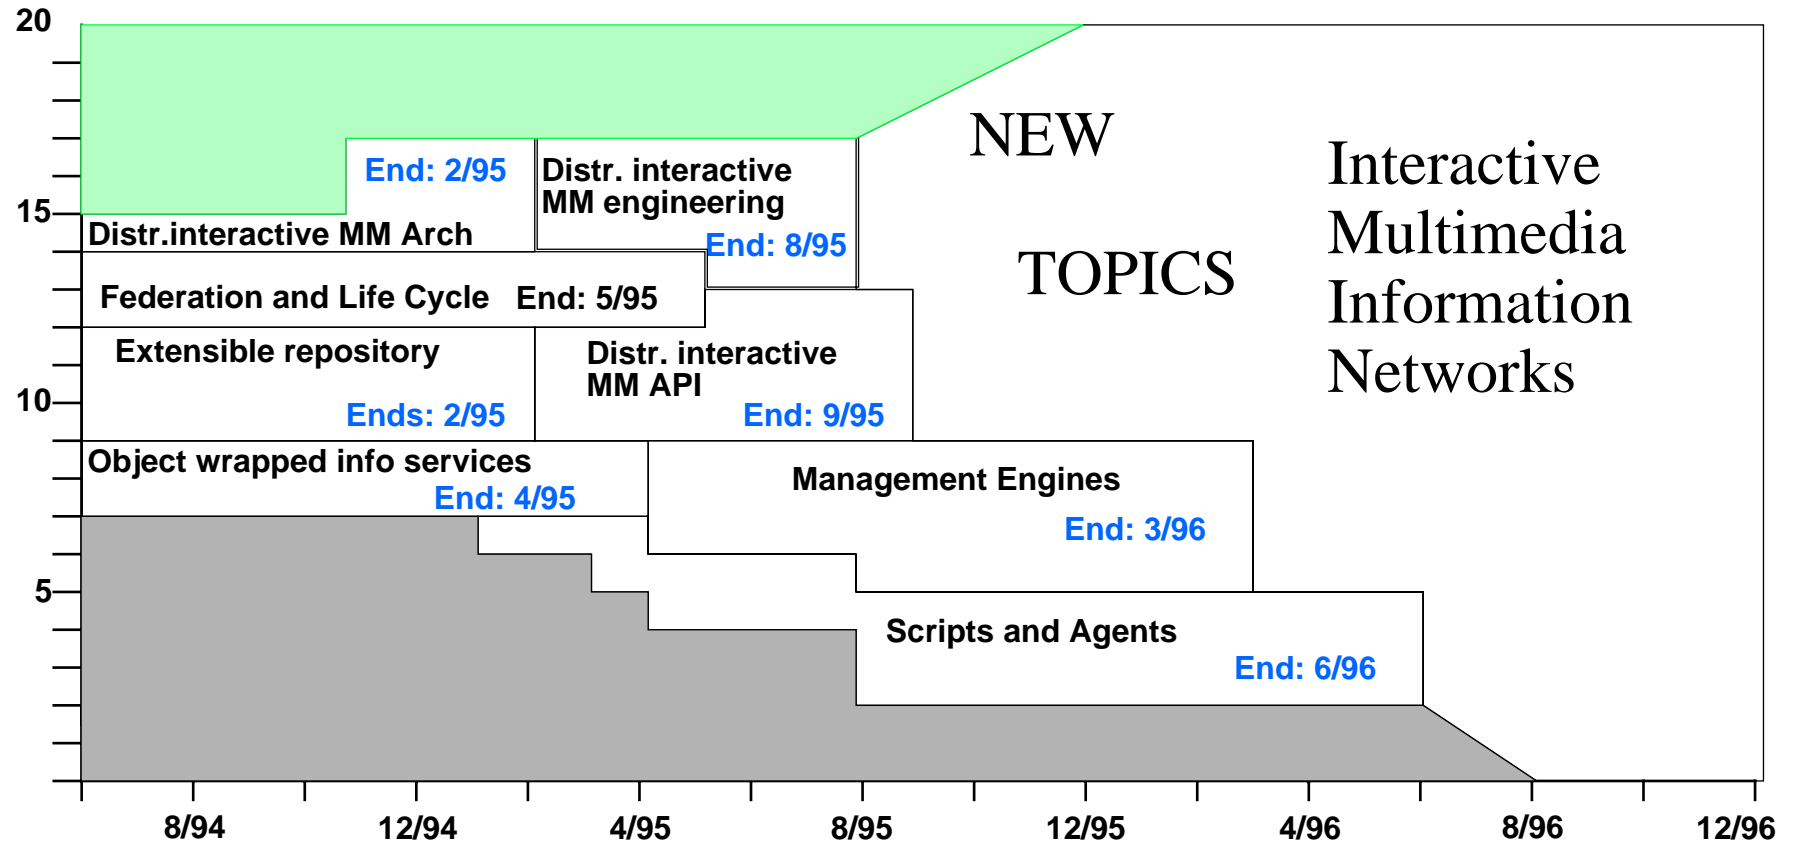 20
15
10
5
End: 2/95
Distr.interactive MM Arch
Distr. interactive
MM engineering
End: 8/95
Federation and Life Cycle End: 5/95
Extensible repository
Ends: 2/95
Distr. interactive
MM API
End: 9/95
Object wrapped info services
End: 4/95
Management Engines
End: 3/96
Scripts and Agents
End: 6/96
NEW
TOPICS
Interactive
Multimedia
Information
Networks
8/94 12/94 4/95 8/95 12/95 4/96 8/96 12/96